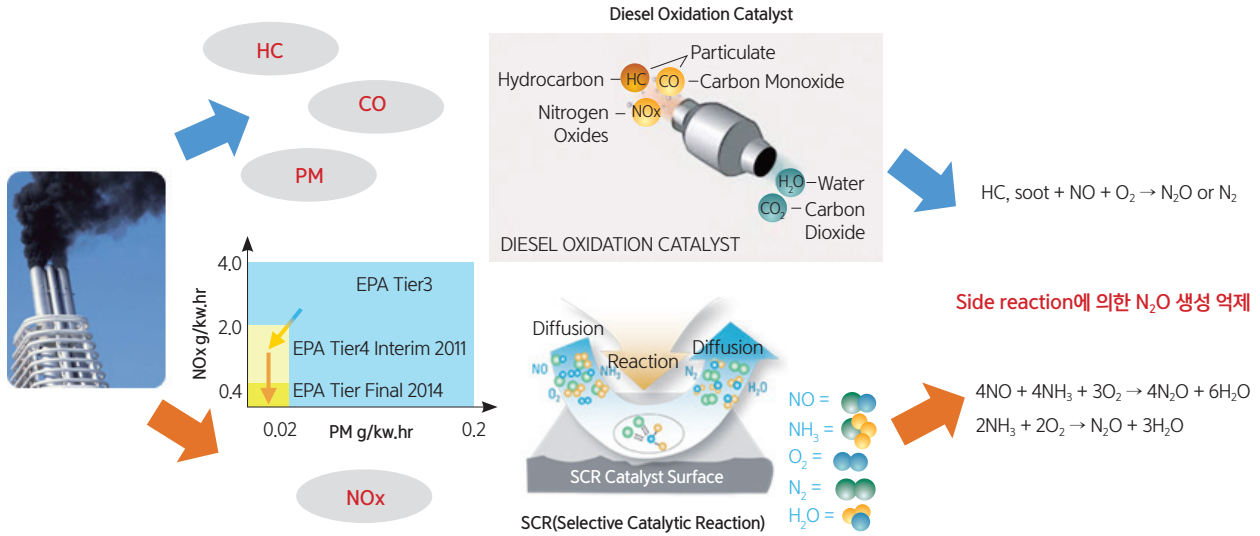 HC
CO
PM
Diesel Oxidation Catalyst
Particulate
Hydrocarbon
HC
CO
Carbon Monoxide
NOx
Nitrogen
Oxides
H₂O
Water
CO₂
Carbon
Dioxide
DIESEL OXIDATION CATALYST
HC, soot + NO + O₂ → N₂O or N₂
NOx g/kw,hr
4.0
2.0
0.4
EPA Tier3
EPA Tier4 Interim 2011
EPA Tier Final 2014
0.02
PM g/kw,hr
0.2
NOx
Diffusion
Reaction
Diffusion
NO
O₂
NH₃
N₂
H₂O
SCR Catalyst Surface
SCR(Selective Catalytic Reaction)
NO =
NH₃ =
O₂ =
N₂ =
H₂O =
Side reaction에 의한 N₂O 생성 억제
4NO + 4NH₃ + 3O₂ → 4N₂O + 6H₂O
2NH₃ + 2O₂ → N₂O + 3H₂O